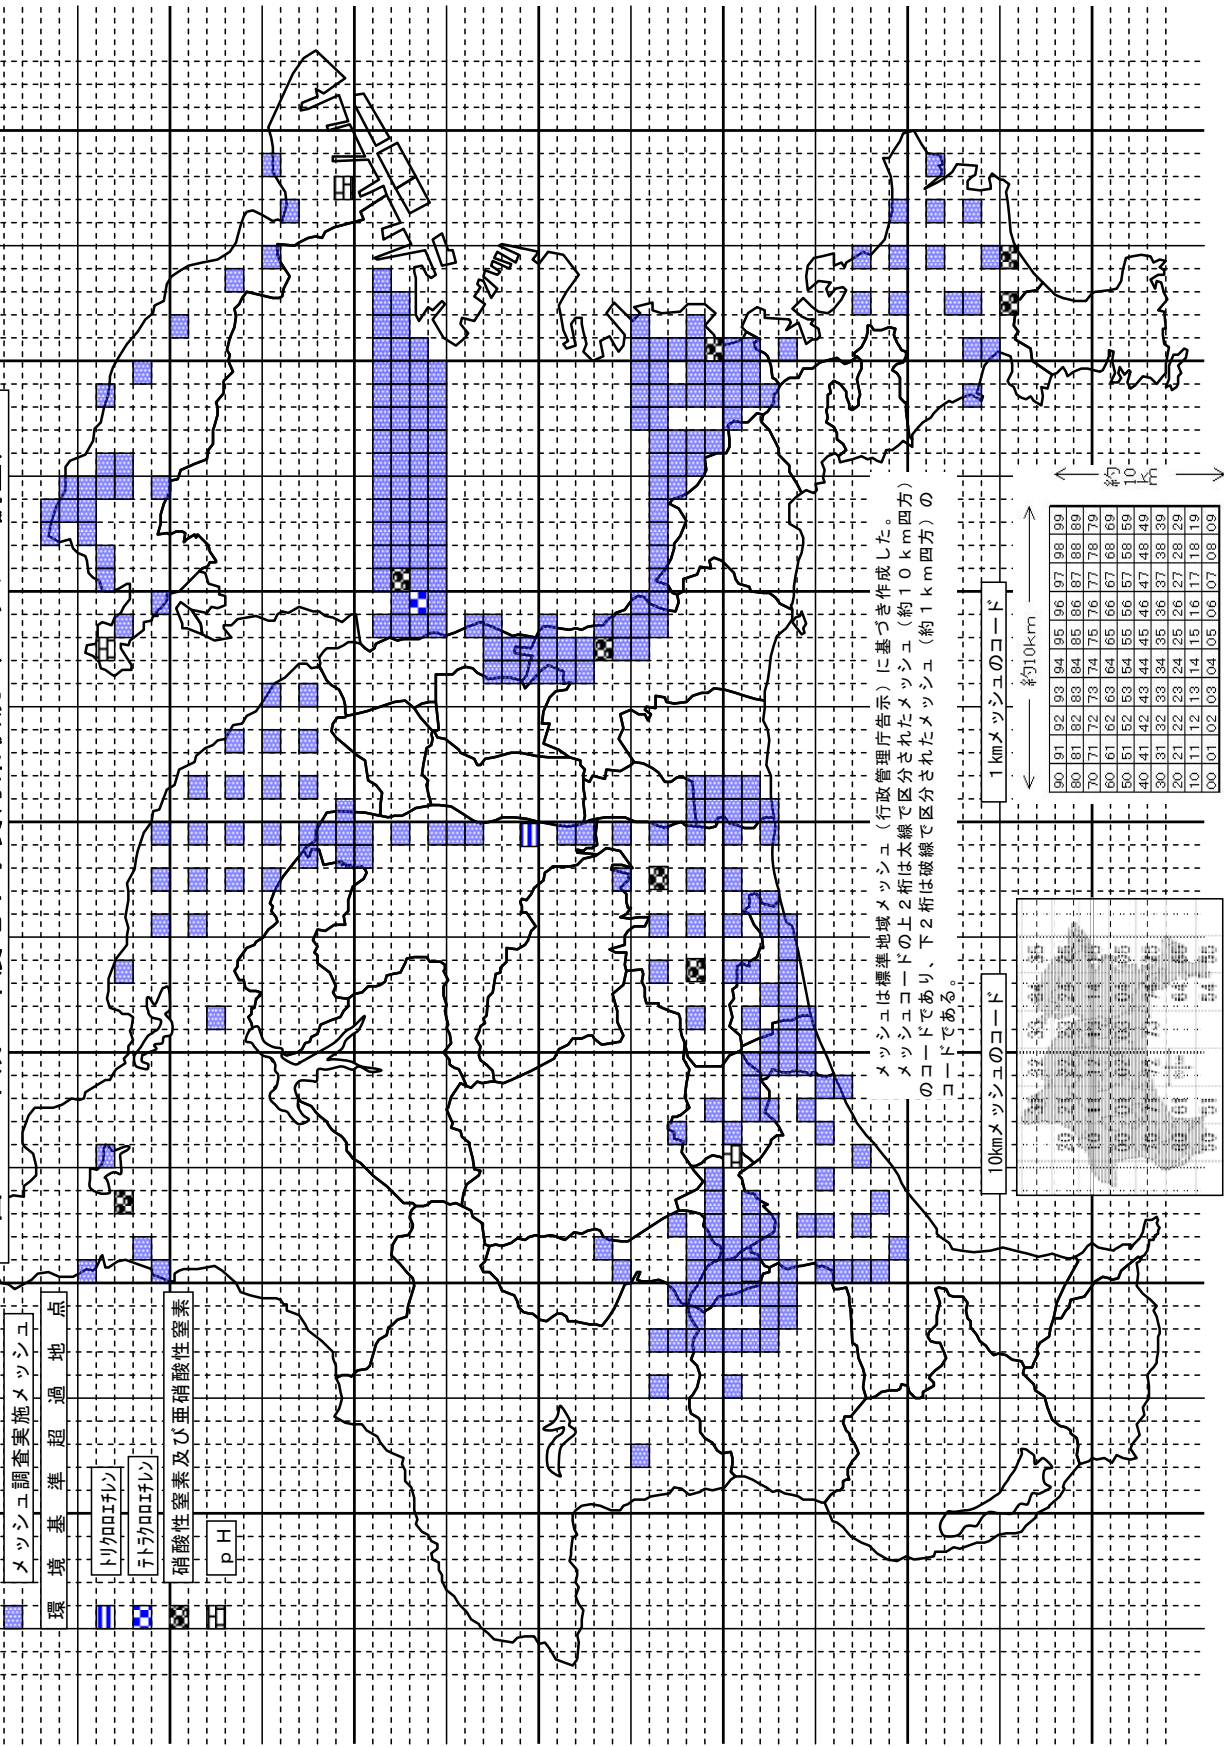 メッシュ調査実施メッシュ
環境基準超過地点
トリクロロエチレン
テトラクロロエチレン
硝酸性窒素及び亜硝酸性窒素
ｐＨ
メッシュは標準地域メッシュ（行政管理庁告示）に基づき作成した。
メッシュコードの上２桁は太線で区分されたメッシュ（約１０ｋｍ四方）
のコードであり、下２桁は破線で区分されたメッシュ（約１ｋｍ四方）の
コードである。
10kmメッシュのコード
1kmメッシュのコード
約10km
約10km
90 91 92 93 94 95 96 97 98 99
80 81 82 83 84 85 86 87 88 89
70 71 72 73 74 75 76 77 78 79
60 61 62 63 64 65 66 67 68 69
50 51 52 53 54 55 56 57 58 59
40 41 42 43 44 45 46 47 48 49
30 31 32 33 34 35 36 37 38 39
20 21 22 23 24 25 26 27 28 29
10 11 12 13 14 15 16 17 18 19
00 01 02 03 04 05 06 07 08 09